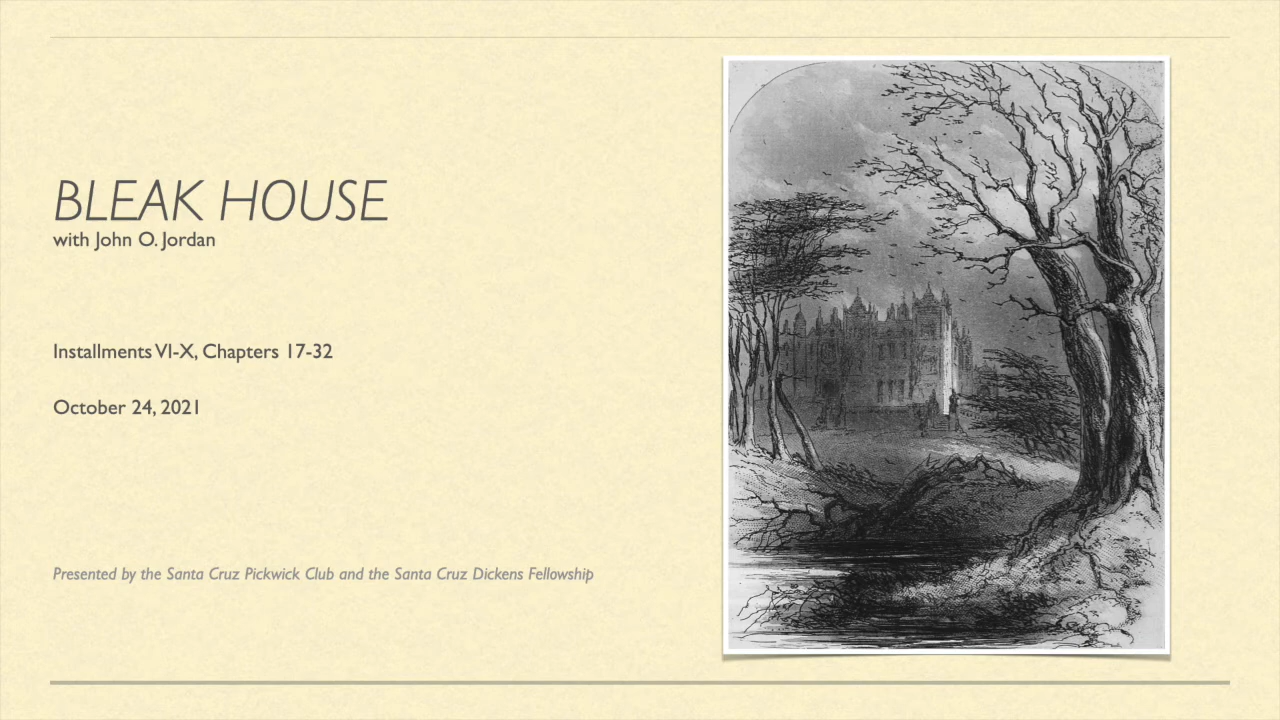 BLEAK HOUSE
with John O. Jordan
Installments VI-X, Chapters 17-32
October 24, 2021
Presented by the Santa Cruz Pickwick Club and the Santa Cruz Dickens Fellowship